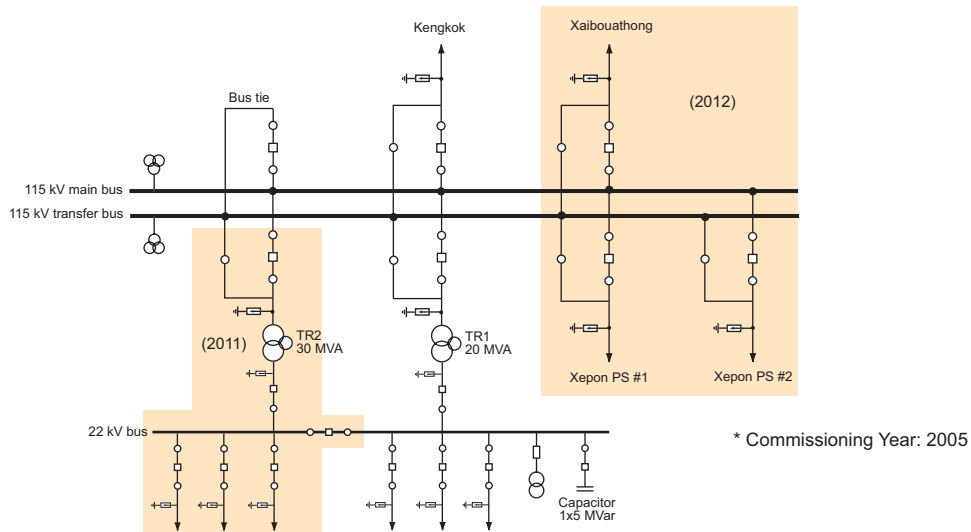 Kengkok
Xaibouathong
Bus tie
(2012)
115 kV main bus
115 kV transfer bus
(2011)
TR2
30 MVA
TR1
20 MVA
Xepon PS #1
Xepon PS #2
22 kV bus
* Commissioning Year: 2005
Capacitor
1x5 MVar